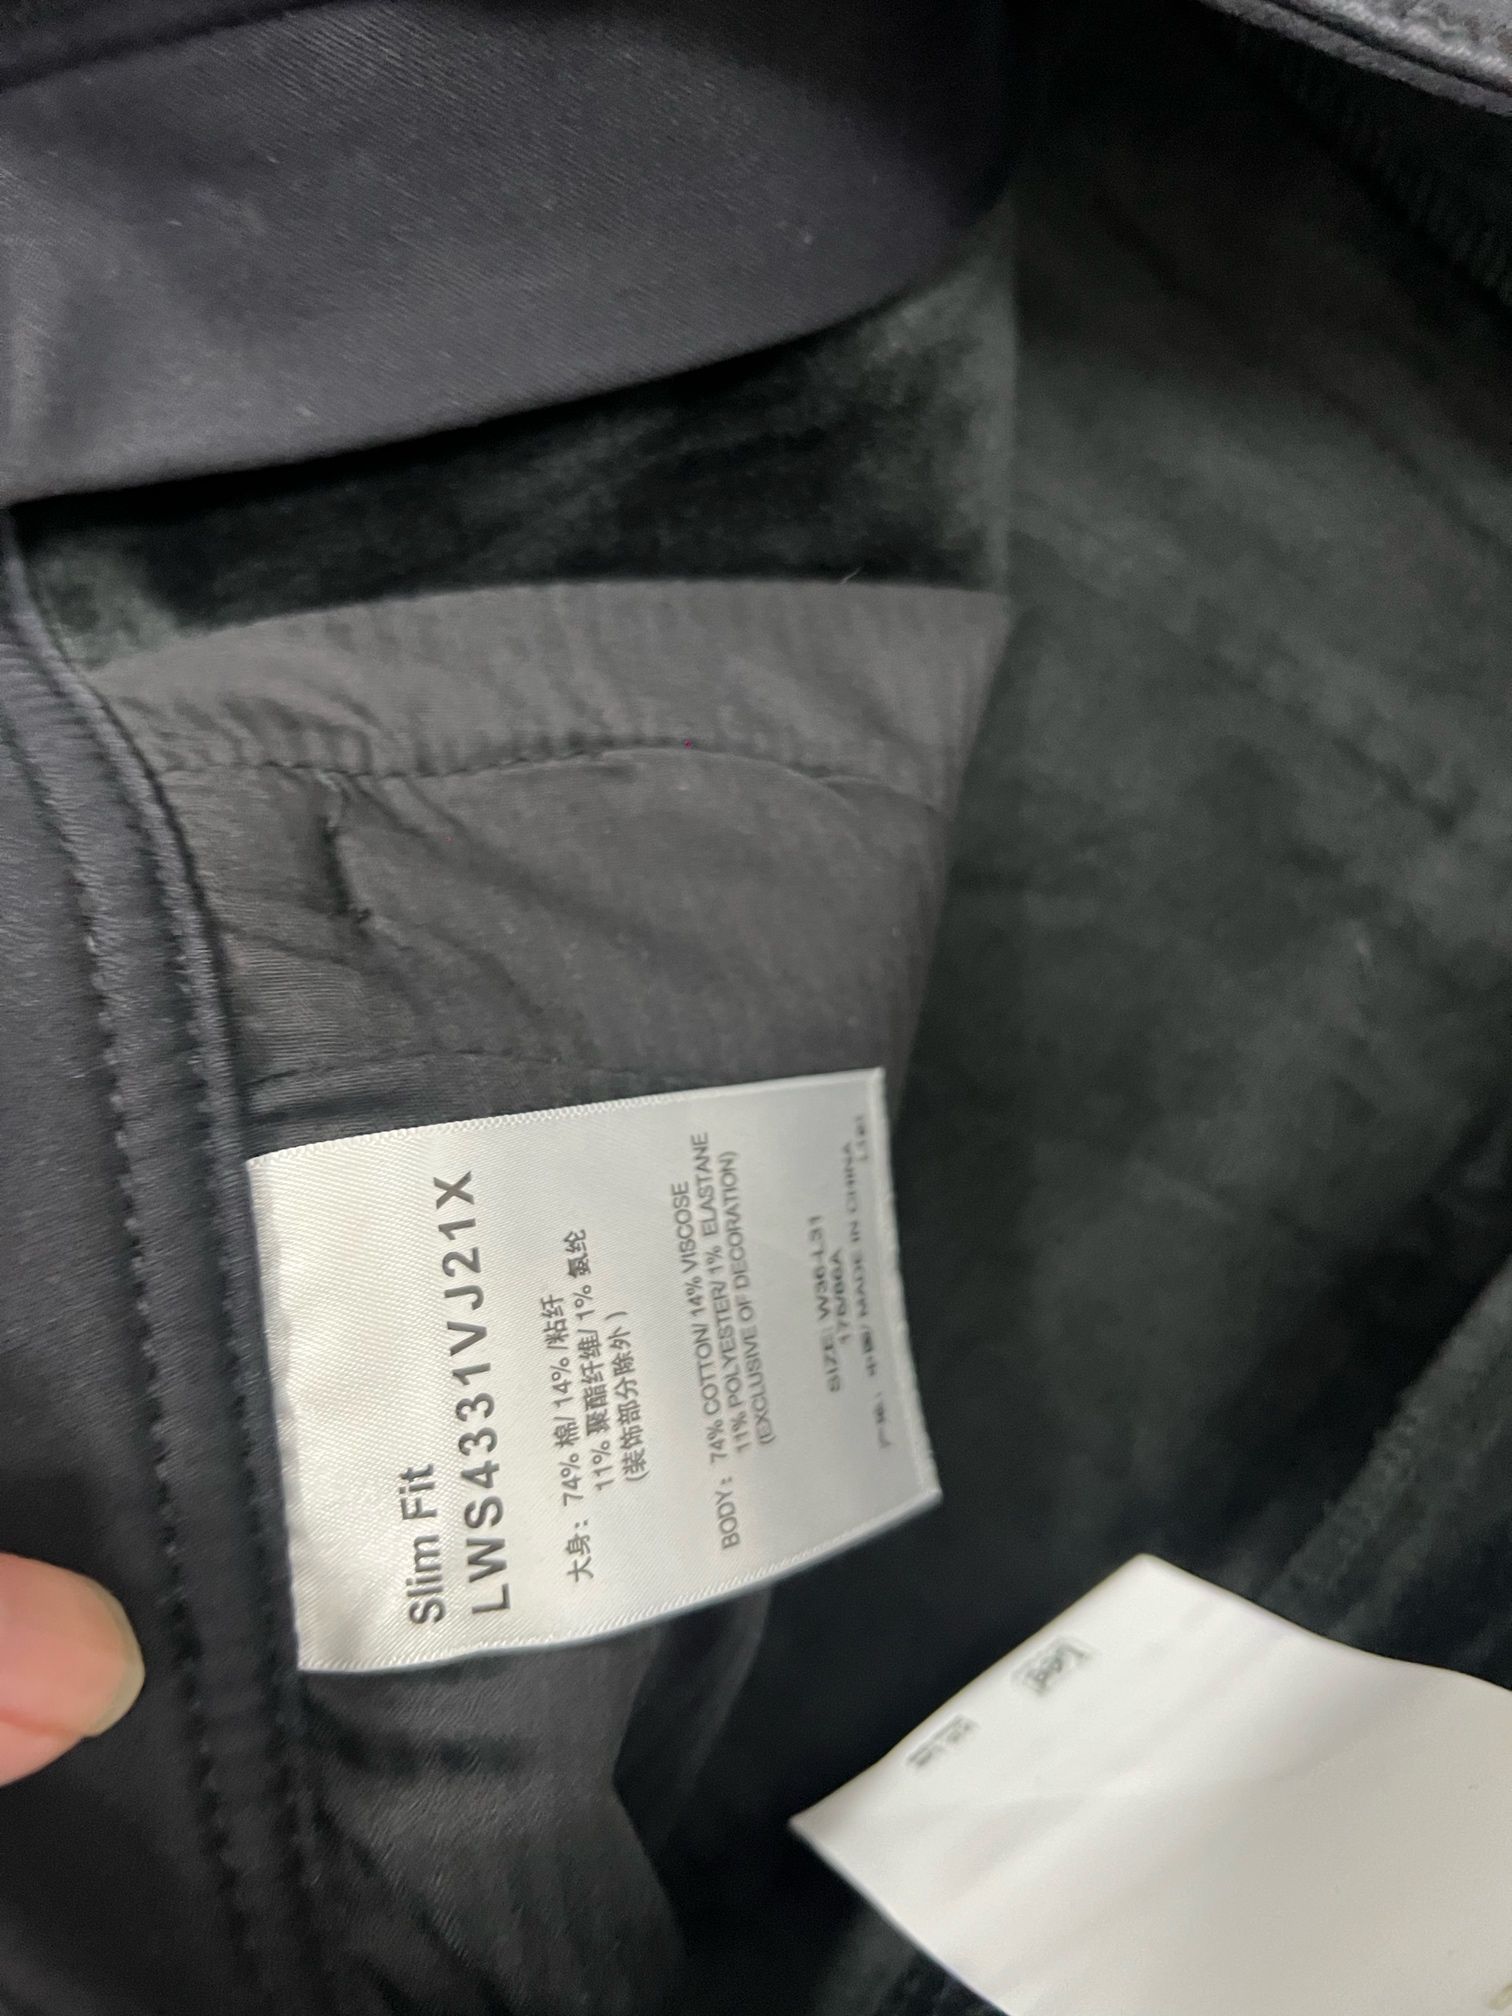 Slim Fit
LWS4331VJ21X
大身: 74% 棉/ 14% /粘纤
11% 聚酯纤维/ 1% 氨纶
(装饰部分除外)
BODY: 74% COTTON/ 14% VISCOSE
11% POLYESTER/ 1% ELASTANE
(EXCLUSIVE OF DECORATION)
SIZE: W36-L31
中国/ MADE IN CHINA